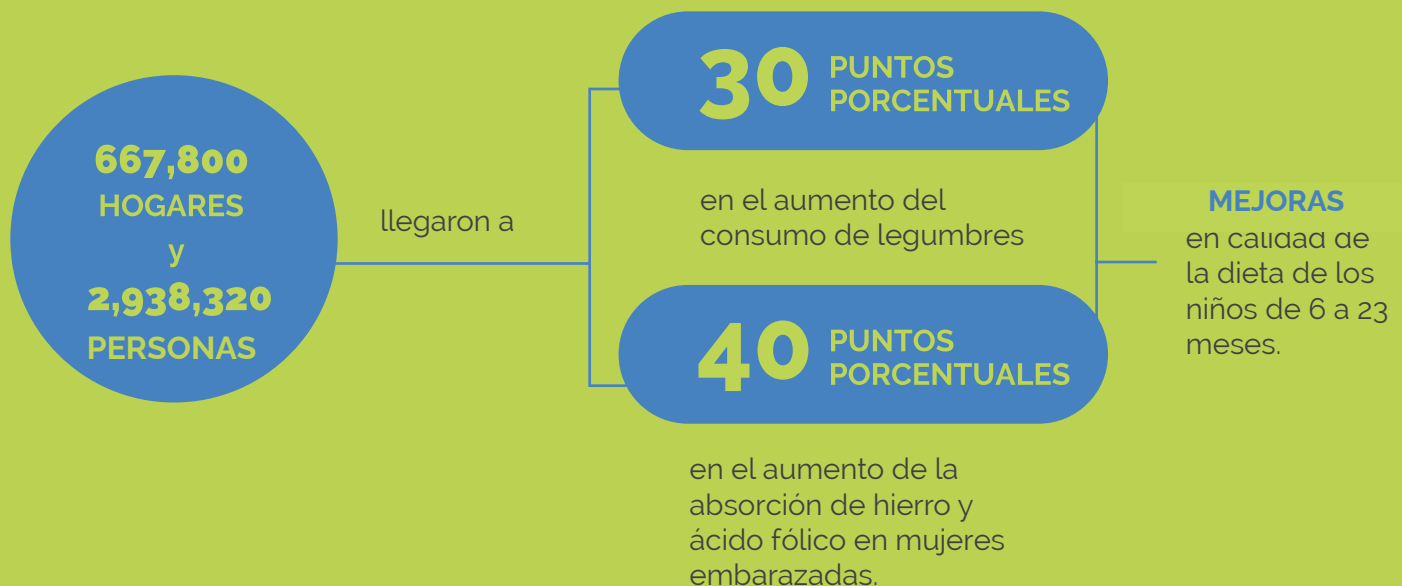 667,800
HOGARES
y
2,938,320
PERSONAS
llegaron a
30 PUNTOS
PORCENTUALES
en el aumento del
consumo de legumbres
40 PUNTOS
PORCENTUALES
en el aumento de la
absorción de hierro y
ácido fólico en mujeres
embarazadas.
MEJORAS
en calidad de
la dieta de los
niños de 6 a 23
meses.